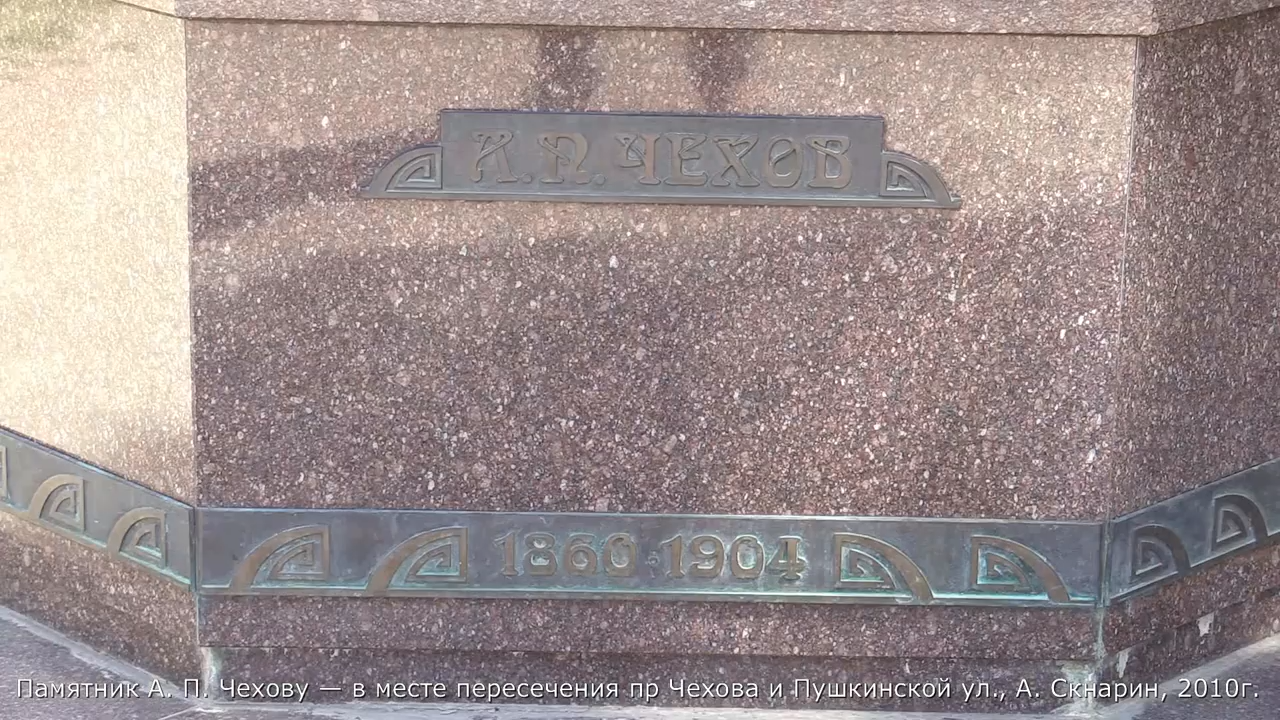 А. П. ЧЕХОВ
1860·1904
Памятник А. П. Чехову — в месте пересечения пр Чехова и Пушкинской ул., А. Скнарин, 2010г.